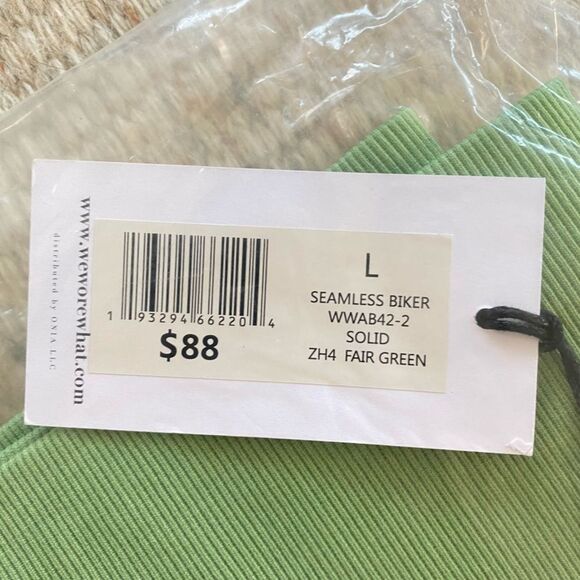 www.weworewhat.com
distributed by ONIA LLC
L
SEAMLESS BIKER
WWAB42-2
SOLID
ZH4 FAIR GREEN
1 93294 66220 4
$88